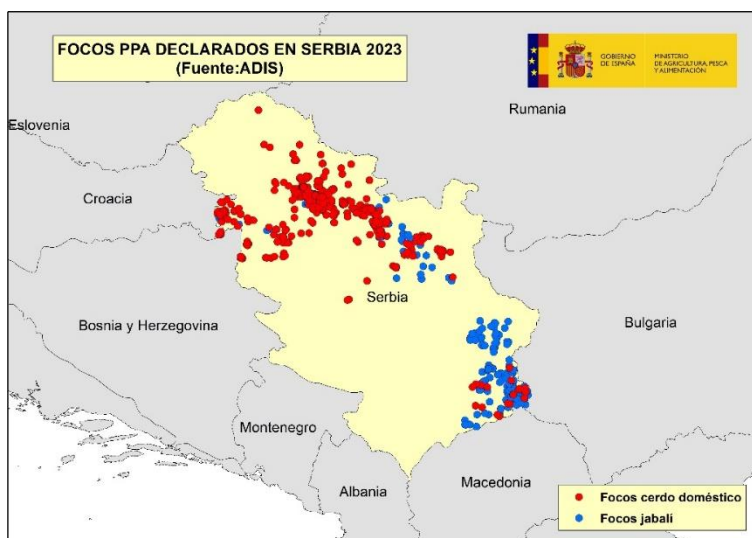 FOCOS PPA DECLARADOS EN SERBIA 2023
(Fuente:ADIS)
GOBIERNO
DE ESPAÑA
MINISTERIO
DE AGRICULTURA, PESCA
Y ALIMENTACIÓN
Rumania
Eslovenia
Croacia
Serbia
Bosnia y Herzegovina
Bulgaria
Montenegro
Albania
Macedonia
Focos cerdo doméstico
Focos jabalí